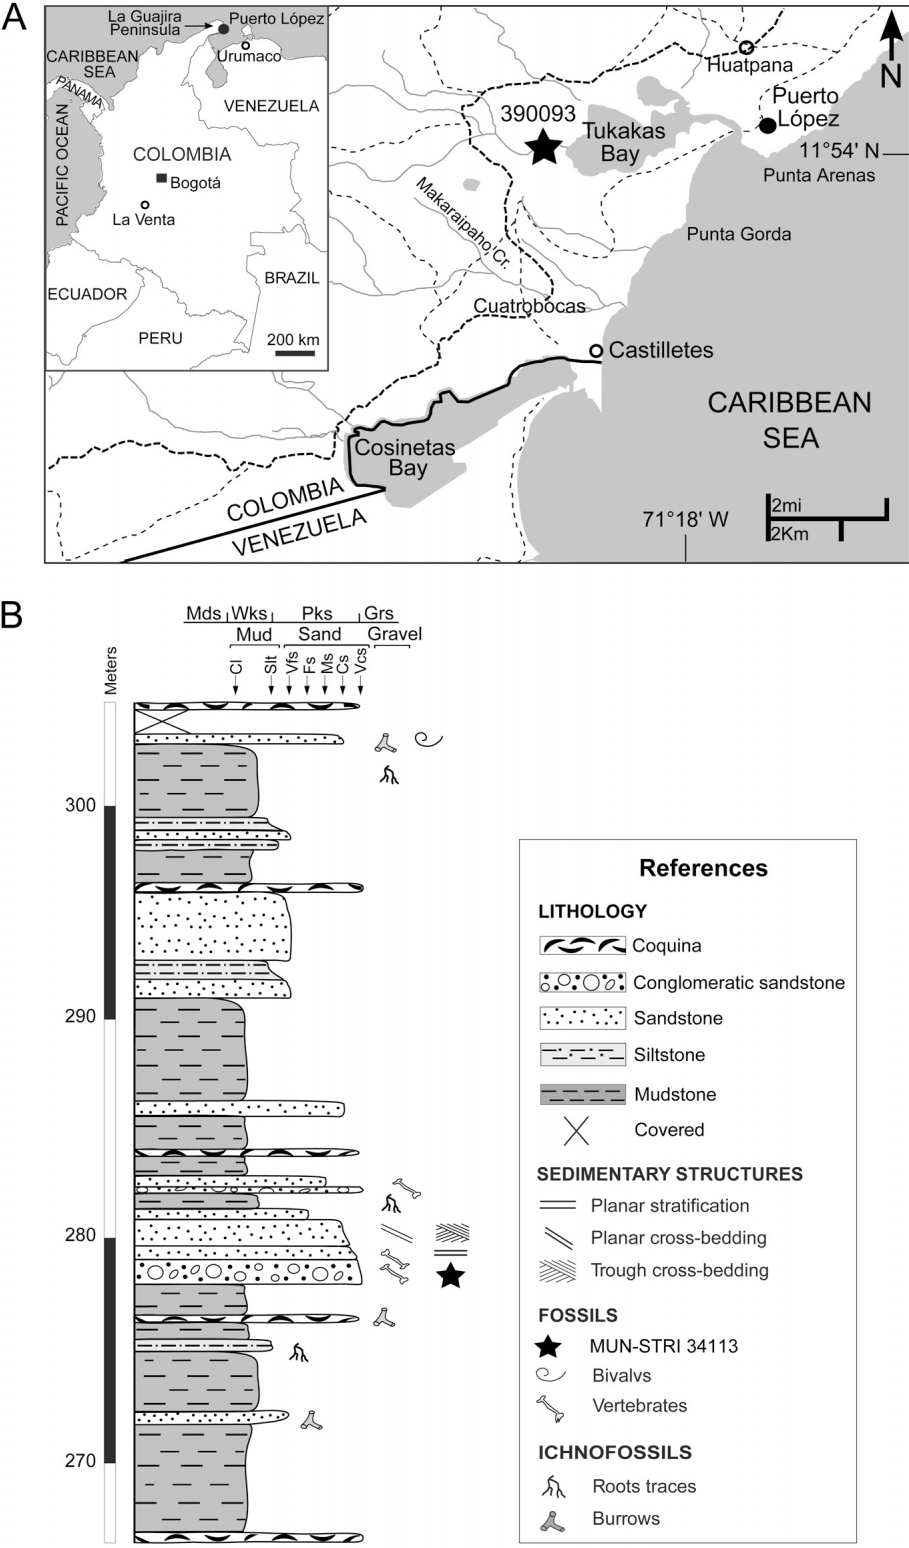 A
La Guajira
Peninsula
Puerto López
Urumaco
CARIBBEAN
SEA
PANAMA
VENEZUELA
PACIFIC OCEAN
COLOMBIA
Bogotá
La Venta
ECUADOR
BRAZIL
PERU
200 km
Huatpana
N
390093
Tukakas
Bay
Puerto
López
11°54' N
Punta Arenas
Makaraipaho Cr.
Punta Gorda
Cuatrobocas
Castilletes
CARIBBEAN
SEA
Cosinetas
Bay
COLOMBIA
VENEZUELA
71°18' W
2mi
2Km
B
Mds Wks Pks Grs
Mud Sand Gravel
Meters
Cl Slt Vfs Fs Ms Cs Vcs
300
290
280
270
References
LITHOLOGY
Coquina
Conglomeratic sandstone
Sandstone
Siltstone
Mudstone
Covered
SEDIMENTARY STRUCTURES
Planar stratification
Planar cross-bedding
Trough cross-bedding
FOSSILS
MUN-STRI 34113
Bivalvs
Vertebrates
ICHNOFOSSILS
Roots traces
Burrows